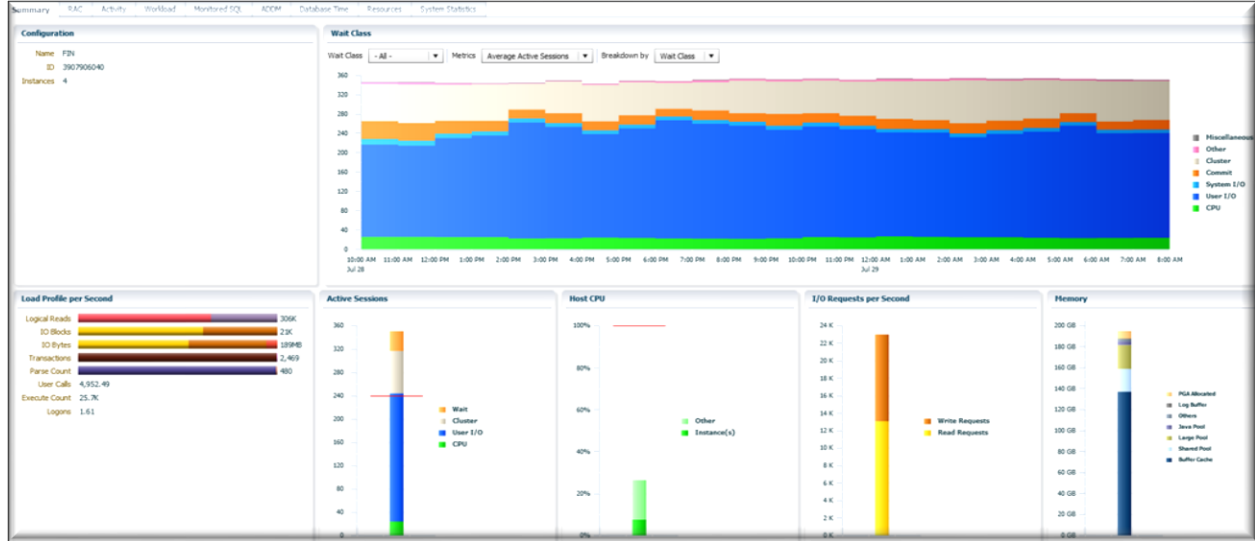 Summary RAC Activity Workload Monitored SQL ADDM Database Time Resources System Statistics
Configuration
Name FIN
ID 3907906040
Instances 4
Wait Class
Wait Class - All - Metrics Average Active Sessions Breakdown by Wait Class
360
320
280
240
200
160
120
80
40
0
10:00 AM 11:00 AM 12:00 PM 1:00 PM 2:00 PM 3:00 PM 4:00 PM 5:00 PM 6:00 PM 7:00 PM 8:00 PM 9:00 PM 10:00 PM 11:00 PM 12:00 AM 1:00 AM 2:00 AM 3:00 AM 4:00 AM 5:00 AM 6:00 AM 7:00 AM 8:00 AM
Jul 28 Jul 29
Miscellaneous
Other
Cluster
Commit
System I/O
User I/O
CPU
Load Profile per Second
Logical Reads 306K
IO Blocks 21K
IO Bytes 189MB
Transactions 2,469
Parse Count 480
User Calls 4,952.49
Execute Count 25.7K
Logons 1.61
Active Sessions
360
320
280
240
200
160
120
80
40
0
Wait
Cluster
User I/O
CPU
Host CPU
100%
80%
60%
40%
20%
0%
Other
Instance(s)
I/O Requests per Second
24 K
22 K
20 K
18 K
16 K
14 K
12 K
10 K
8 K
6 K
4 K
2 K
0 K
Write Requests
Read Requests
Memory
200 GB
180 GB
160 GB
140 GB
120 GB
100 GB
80 GB
60 GB
40 GB
20 GB
0 GB
PGA Allocated
Log Buffer
Others
Java Pool
Large Pool
Shared Pool
Buffer Cache